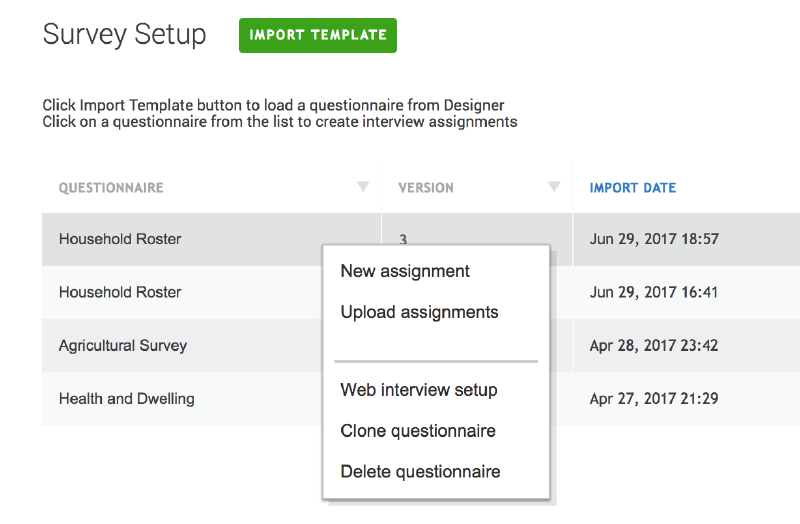 Survey Setup
IMPORT TEMPLATE
Click Import Template button to load a questionnaire from Designer
Click on a questionnaire from the list to create interview assignments
QUESTIONNAIRE VERSION IMPORT DATE
Household Roster 3 Jun 29, 2017 18:57
Household Roster Jun 29, 2017 16:41
Agricultural Survey Apr 28, 2017 23:42
Health and Dwelling Apr 27, 2017 21:29
New assignment
Upload assignments
Web interview setup
Clone questionnaire
Delete questionnaire